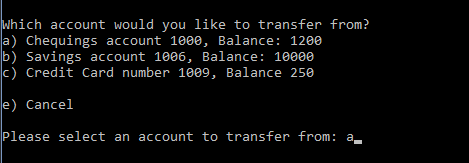 Which account would you like to transfer from?
a) Chequings account 1000, Balance: 1200
b) Savings account 1006, Balance: 10000
c) Credit Card number 1009, Balance 250
e) Cancel
Please select an account to transfer from: a